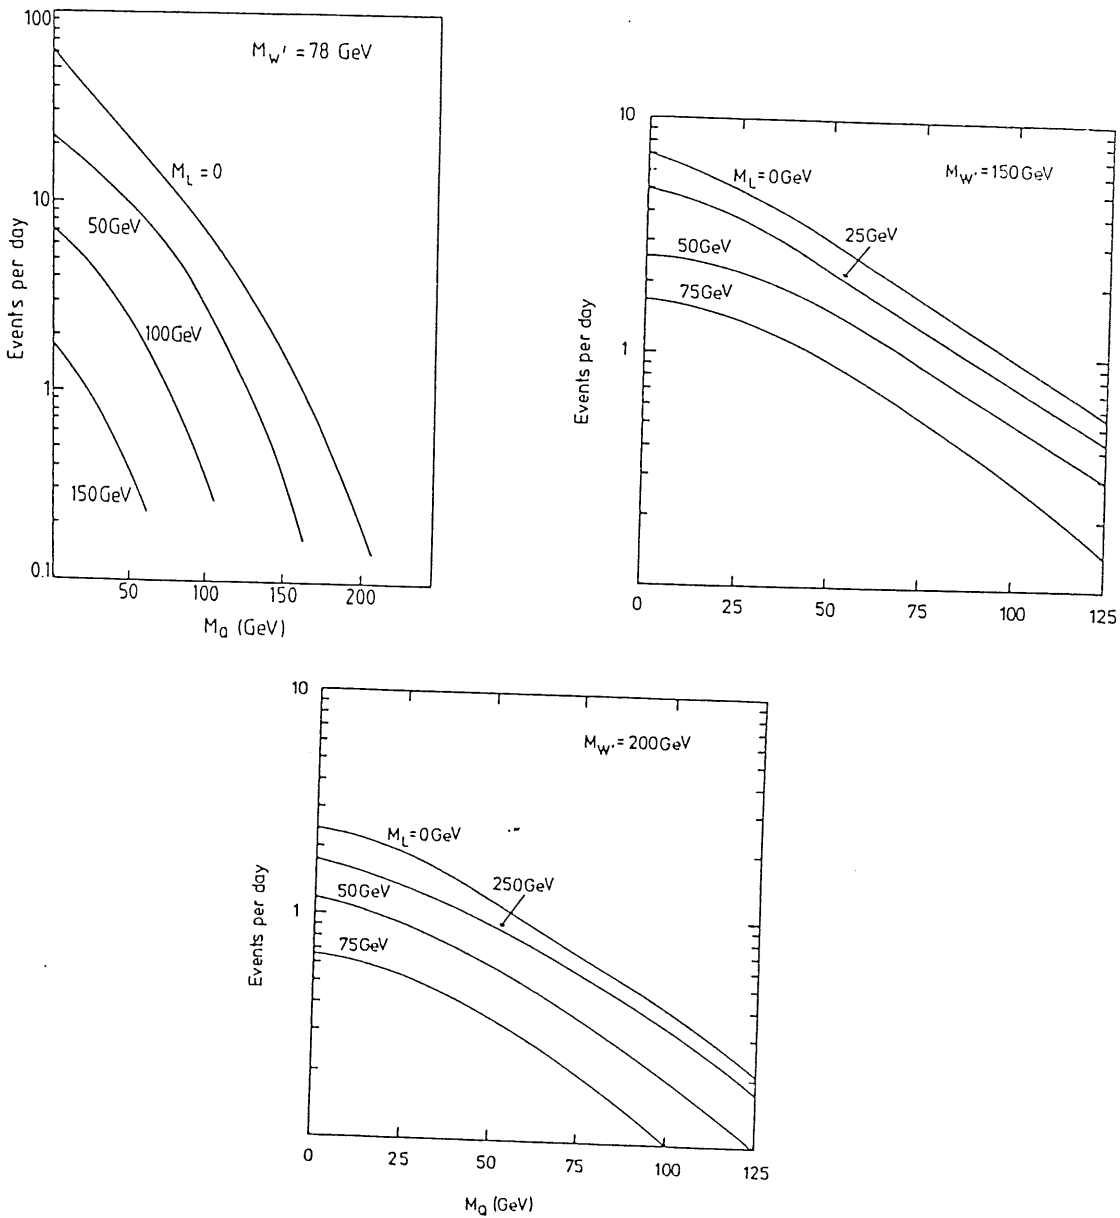 100
M_W' = 78 GeV
M_L = 0
10
50GeV
100GeV
1
150GeV
0.1
50
100
150
200
M_Q (GeV)
Events per day
10
M_L=0GeV
M_W'=150GeV
25GeV
50GeV
75GeV
1
Events per day
0
25
50
75
100
125
10
M_W'=200GeV
M_L=0GeV
250GeV
50GeV
1
75GeV
Events per day
0
25
50
75
100
125
M_Q (GeV)